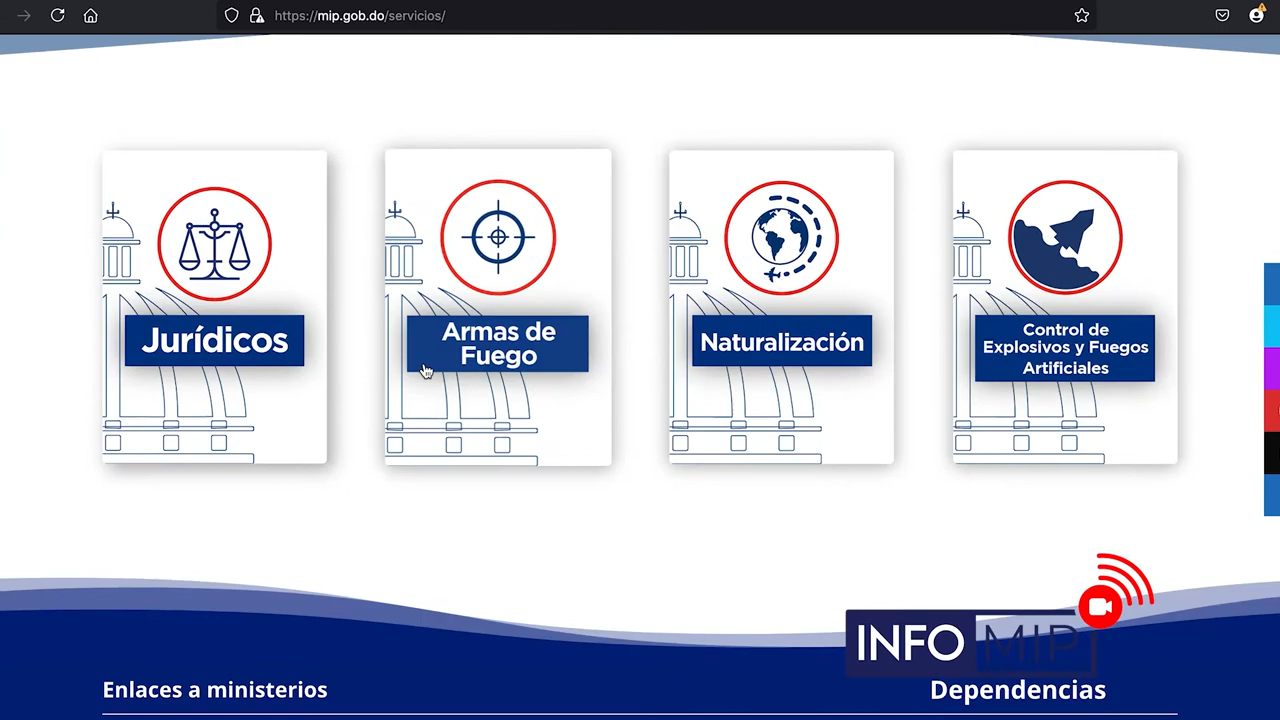 https://mip.gob.do/servicios/
Jurídicos
Armas de
Fuego
Naturalización
Control de
Explosivos y Fuegos
Artificiales
INFO MIP
Enlaces a ministerios
Dependencias